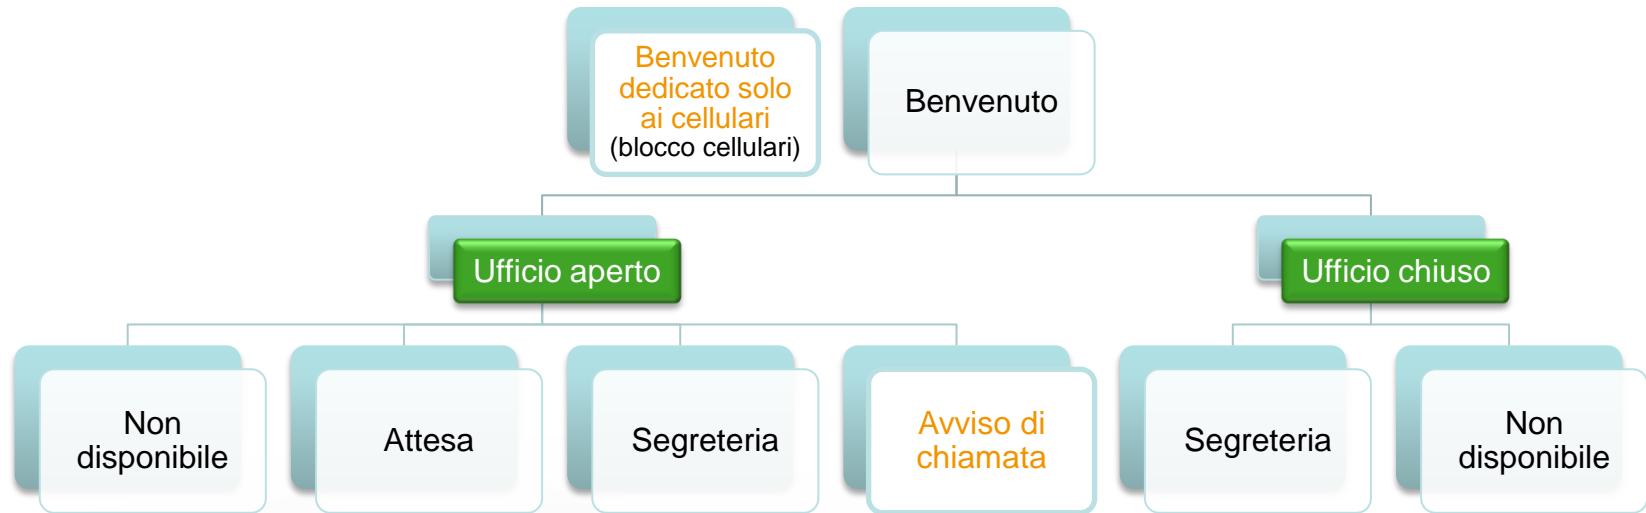 Benvenuto
dedicato solo
ai cellulari
(blocco cellulari)
Benvenuto
Ufficio aperto
Ufficio chiuso
Non
disponibile
Attesa
Segreteria
Avviso di
chiamata
Segreteria
Non
disponibile